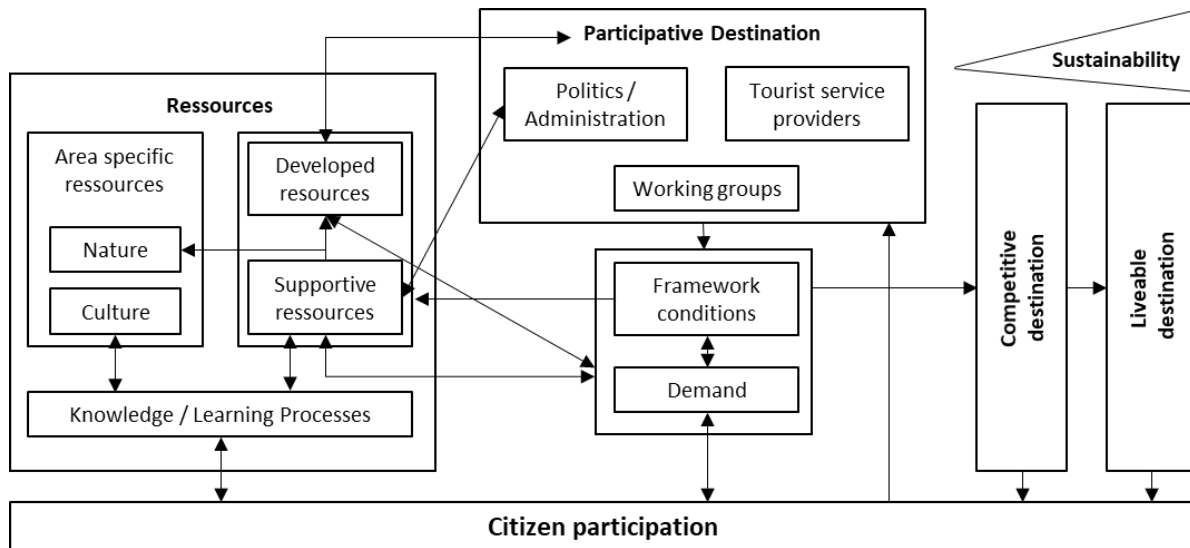 Participative Destination
Sustainability
Politics /
Administration
Tourist service
providers
Working groups
Ressources
Area specific
ressources
Nature
Culture
Developed
resources
Supportive
ressources
Knowledge / Learning Processes
Framework
conditions
Demand
Competitive
destination
Liveable
destination
Citizen participation